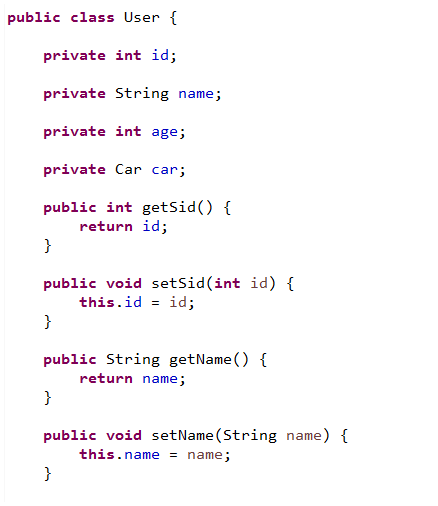 public class User {
private int id;
private String name;
private int age;
private Car car;
public int getSid() {
return id;
}
public void setSid(int id) {
this.id = id;
}
public String getName() {
return name;
}
public void setName(String name) {
this.name = name;
}